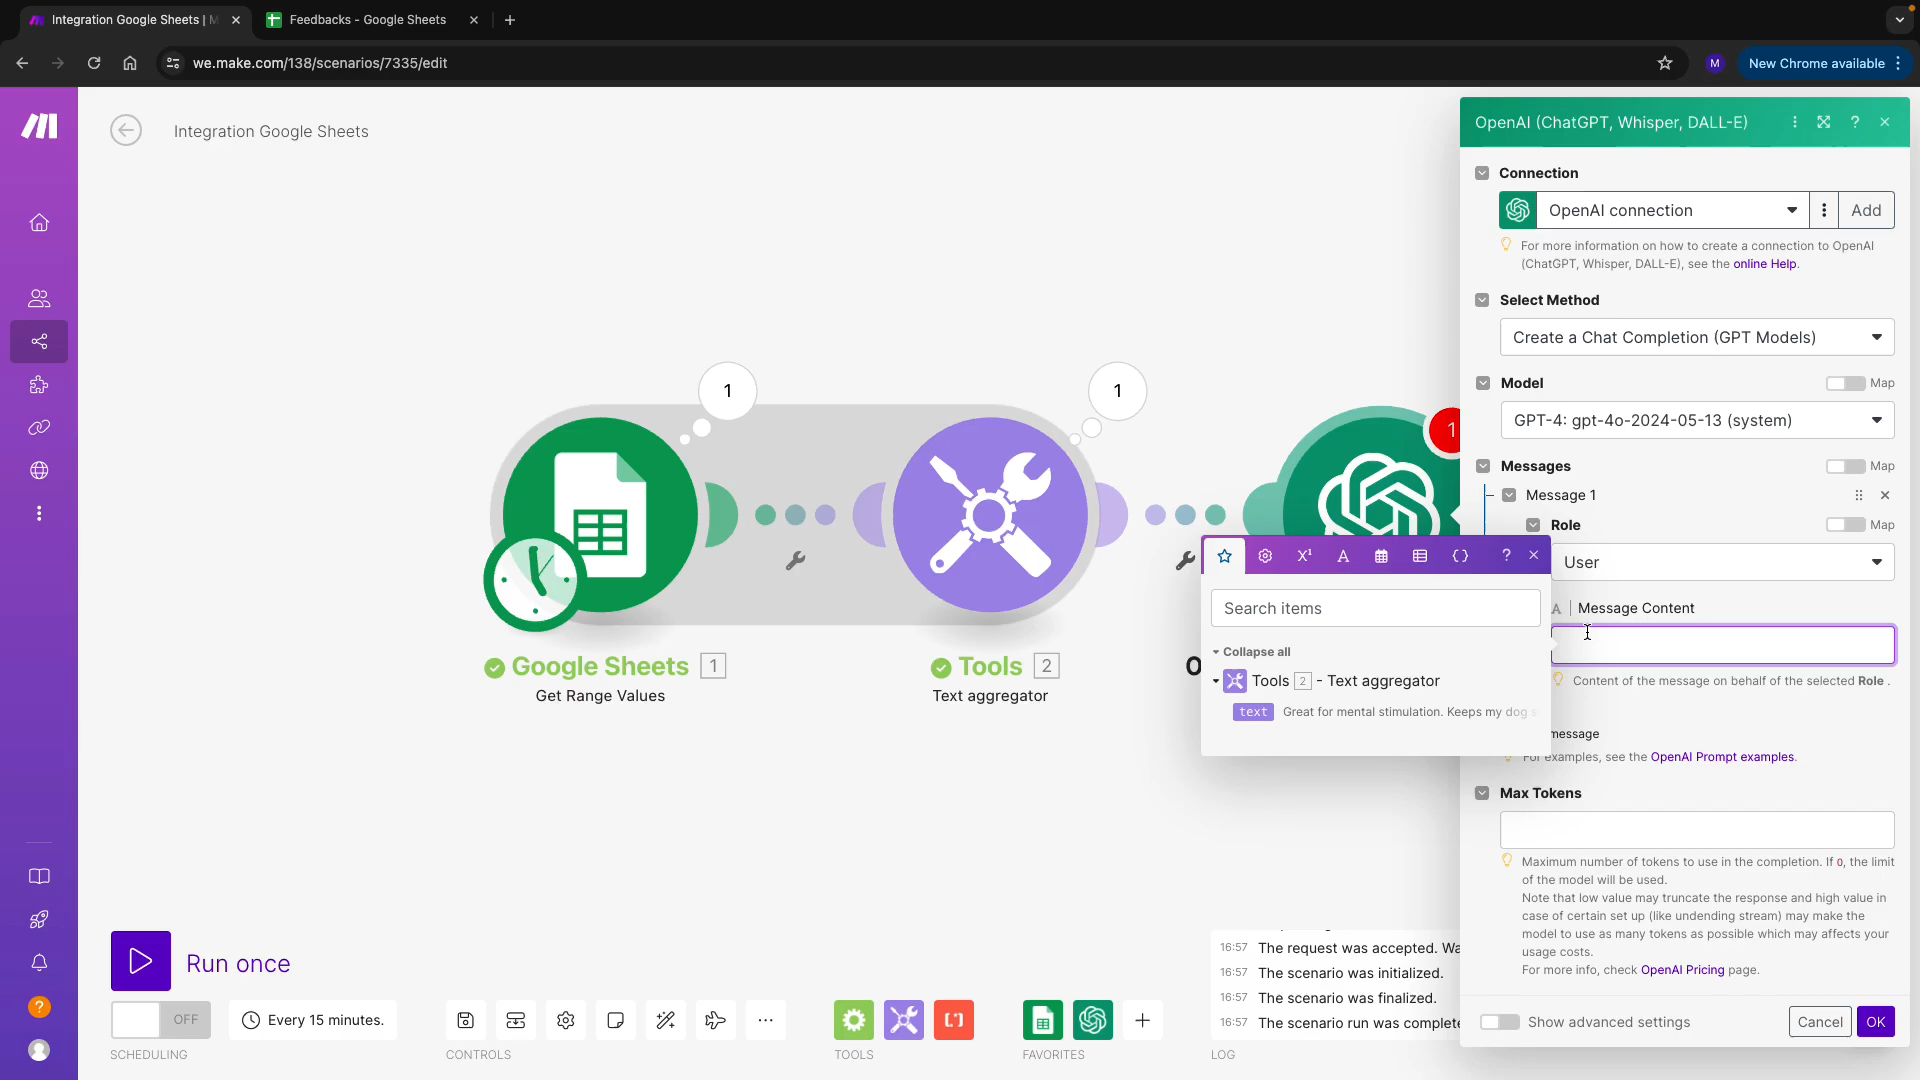 Integration Google Sheets | M
Feedbacks - Google Sheets
we.make.com/138/scenarios/7335/edit
M
New Chrome available
Integration Google Sheets
OpenAI (ChatGPT, Whisper, DALL-E)
Connection
OpenAI connection
Add
For more information on how to create a connection to OpenAI
(ChatGPT, Whisper, DALL-E), see the online Help.
Select Method
Create a Chat Completion (GPT Models)
Model
Map
GPT-4: gpt-4o-2024-05-13 (system)
Messages
Map
Message 1
Role
Map
User
A | Message Content
Content of the message on behalf of the selected Role .
message
For examples, see the OpenAI Prompt examples.
Max Tokens
Maximum number of tokens to use in the completion. If 0, the limit
of the model will be used.
Note that low value may truncate the response and high value in
case of certain set up (like undending stream) may make the
model to use as many tokens as possible which may affects your
usage costs.
For more info, check OpenAI Pricing page.
Show advanced settings
Cancel
OK
1
1
1
Google Sheets 1
Get Range Values
Tools 2
Text aggregator
O
Search items
Collapse all
Tools 2 - Text aggregator
text Great for mental stimulation. Keeps my dog s
Run once
OFF
Every 15 minutes.
SCHEDULING
CONTROLS
TOOLS
FAVORITES
16:57 The request was accepted. Wa
16:57 The scenario was initialized.
16:57 The scenario was finalized.
16:57 The scenario run was complete
LOG